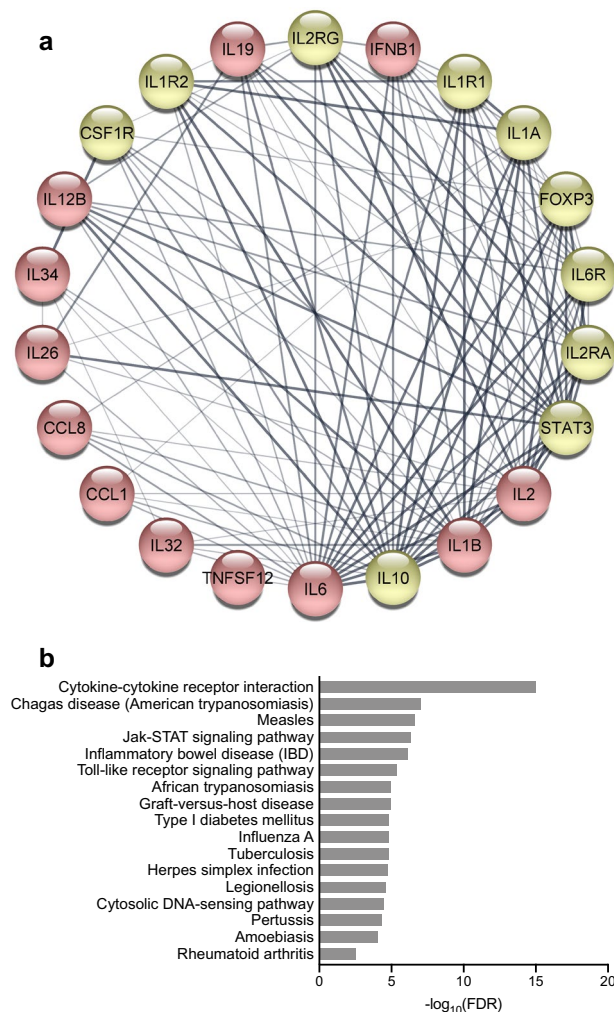 a
IL2RG
IL19
IFNB1
IL1R2
IL1R1
CSF1R
IL1A
IL12B
FOXP3
IL34
IL6R
IL26
IL2RA
CCL8
STAT3
CCL1
IL2
IL32
IL1B
TNFSF12
IL6
IL10
b
Cytokine-cytokine receptor interaction
Chagas disease (American trypanosomiasis)
Measles
Jak-STAT signaling pathway
Inflammatory bowel disease (IBD)
Toll-like receptor signaling pathway
African trypanosomiasis
Graft-versus-host disease
Type I diabetes mellitus
Influenza A
Tuberculosis
Herpes simplex infection
Legionellosis
Cytosolic DNA-sensing pathway
Pertussis
Amoebiasis
Rheumatoid arthritis
0 5 10 15 20
-log10(FDR)